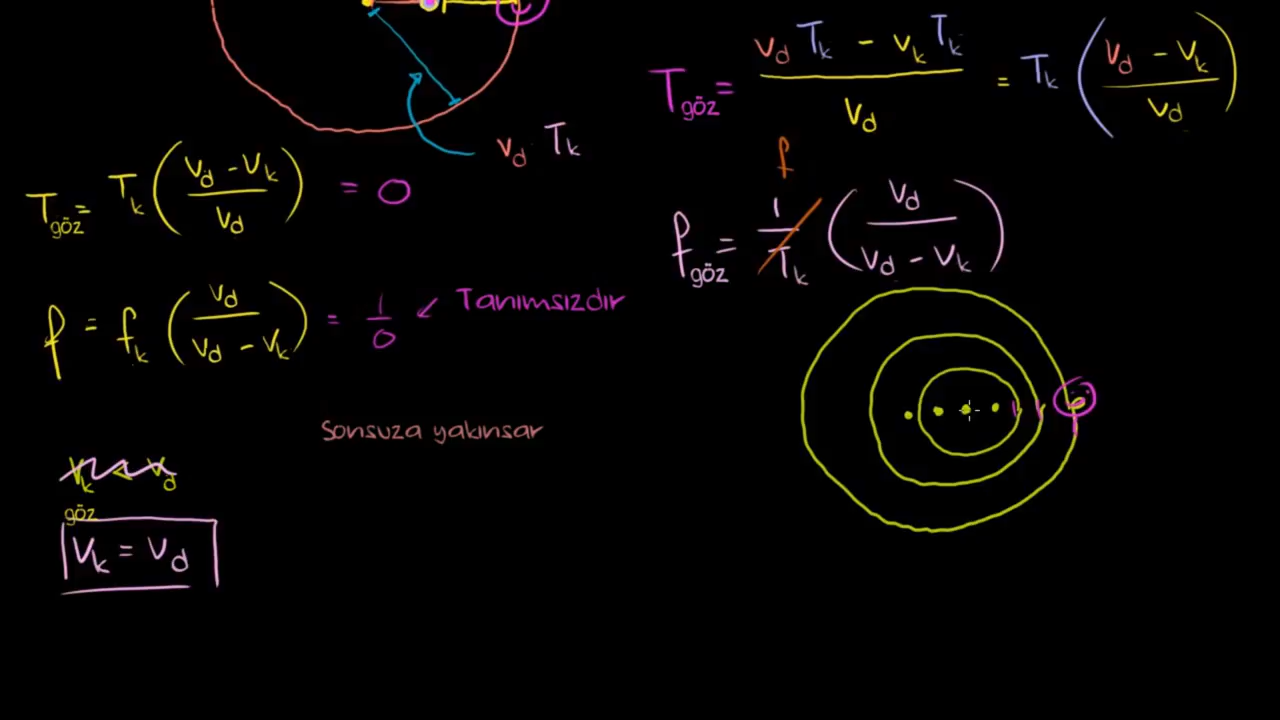 T_göz = (v_d T_k - v_k T_k) / v_d = T_k ((v_d - v_k) / v_d)
v_d T_k
T_göz = T_k ((v_d - v_k) / v_d) = 0
f
f_göz = 1/T_k (v_d / (v_d - v_k))
f = f_k (v_d / (v_d - v_k)) = 1/0 ← Tanımsızdır
Sonsuza yakınsar
v_k < v_d
göz
v_k = v_d